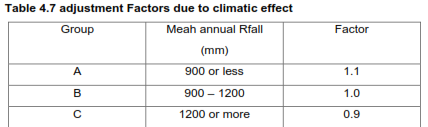 Table 4.7 adjustment Factors due to climatic effect
Group Meah annual Rfall Factor
(mm)
A 900 or less 1.1
B 900 – 1200 1.0
C 1200 or more 0.9